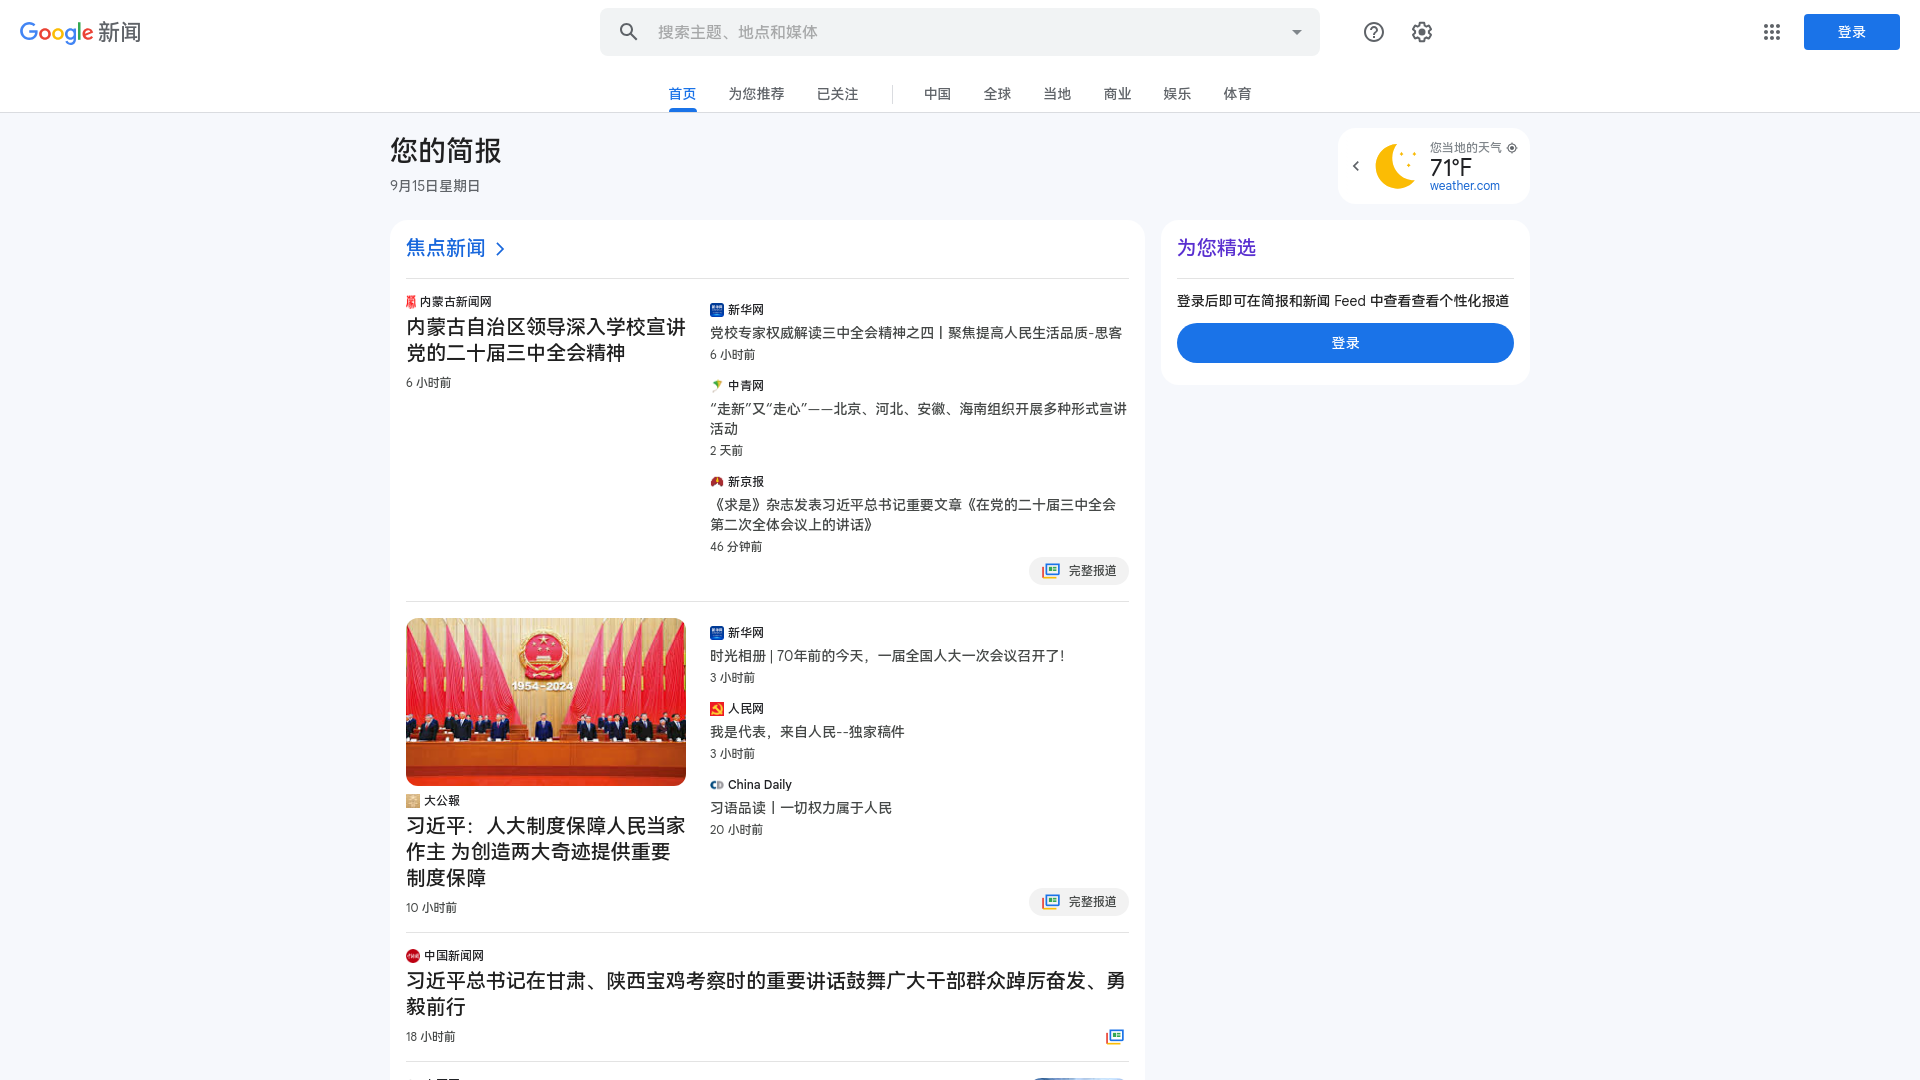 Google 新闻
搜索主题、地点和媒体
登录
首页
为您推荐
已关注
中国
全球
当地
商业
娱乐
体育
您的简报
9月15日星期日
您当地的天气
71°F
weather.com
焦点新闻
内蒙古新闻网
内蒙古自治区领导深入学校宣讲
党的二十届三中全会精神
6 小时前
新华网
党校专家权威解读三中全会精神之四丨聚焦提高人民生活品质-思客
6 小时前
中青网
“走新”又“走心”——北京、河北、安徽、海南组织开展多种形式宣讲
活动
2 天前
新京报
《求是》杂志发表习近平总书记重要文章《在党的二十届三中全会
第二次全体会议上的讲话》
46 分钟前
完整报道
1954-2024
大公報
习近平：人大制度保障人民当家
作主 为创造两大奇迹提供重要
制度保障
10 小时前
新华网
时光相册 | 70年前的今天，一届全国人大一次会议召开了！
3 小时前
人民网
我是代表，来自人民--独家稿件
3 小时前
China Daily
习语品读丨一切权力属于人民
20 小时前
完整报道
中国新闻网
习近平总书记在甘肃、陕西宝鸡考察时的重要讲话鼓舞广大干部群众踔厉奋发、勇
毅前行
18 小时前
为您精选
登录后即可在简报和新闻 Feed 中查看查看个性化报道
登录